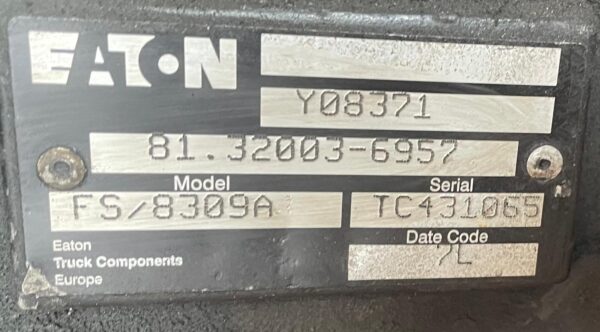 EATON
Y08371
81.32003-6957
Model Serial
FS/8309A TC431065
Date Code
7L
Eaton
Truck Components
Europe